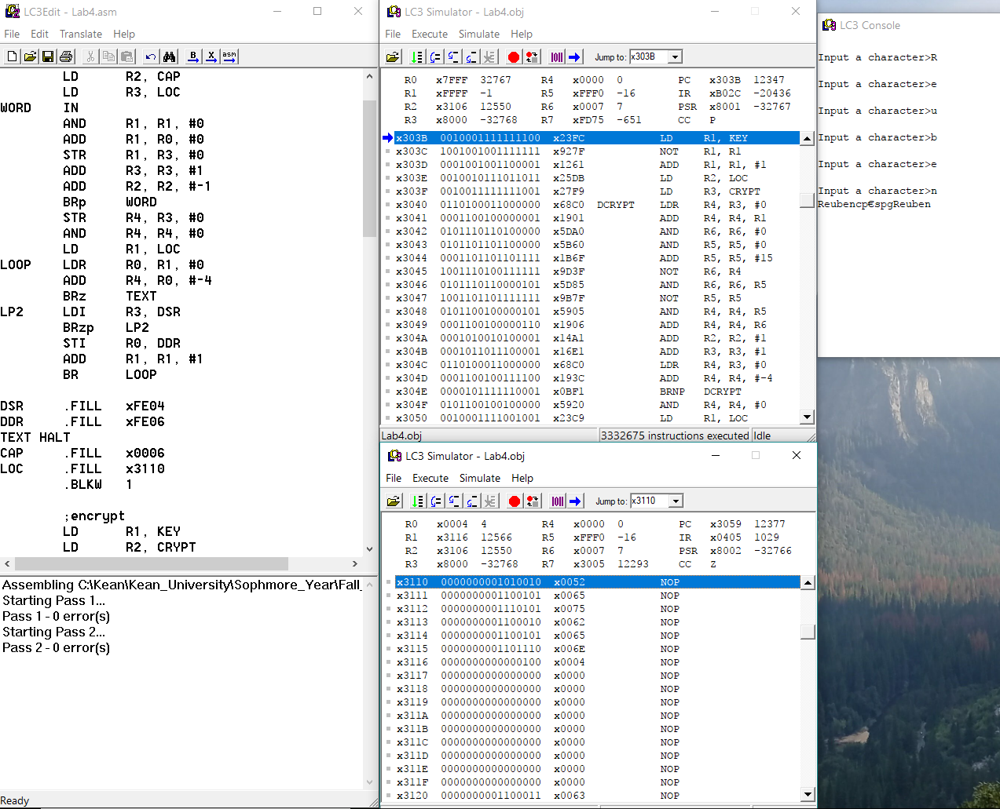 LC3Edit - Lab4.asm
File Edit Translate Help
B X asm
LD R2, CAP
LD R3, LOC
WORD IN
AND R1, R1, #0
ADD R1, R0, #0
STR R1, R3, #0
ADD R3, R3, #1
ADD R2, R2, #-1
BRp WORD
STR R4, R3, #0
AND R4, R4, #0
LD R1, LOC
LOOP LDR R0, R1, #0
ADD R4, R0, #-4
BRz TEXT
LP2 LDI R3, DSR
BRzp LP2
STI R0, DDR
ADD R1, R1, #1
BR LOOP
DSR .FILL xFE04
DDR .FILL xFE06
TEXT HALT
CAP .FILL x0006
LOC .FILL x3110
.BLKW 1
;encrypt
LD R1, KEY
LD R2, CRYPT
Assembling C:\Kean\Kean_University\Sophmore_Year\Fall_
Starting Pass 1...
Pass 1 - 0 error(s)
Starting Pass 2...
Pass 2 - 0 error(s)
Ready
LC3 Simulator - Lab4.obj
File Execute Simulate Help
Jump to: x303B
R0 x7FFF 32767 R4 x0000 0 PC x303B 12347
R1 xFFFF -1 R5 xFFF0 -16 IR xB02C -20436
R2 x3106 12550 R6 x0007 7 PSR x8001 -32767
R3 x8000 -32768 R7 xFD75 -651 CC P
x303B 0010001111111100 x23FC LD R1, KEY
x303C 1001001001111111 x927F NOT R1, R1
x303D 0001001001100001 x1261 ADD R1, R1, #1
x303E 0010010111011011 x25DB LD R2, LOC
x303F 0010011111111001 x27F9 LD R3, CRYPT
x3040 0110100011000000 x68C0 DCRYPT LDR R4, R3, #0
x3041 0001100100000001 x1901 ADD R4, R4, R1
x3042 0101110110100000 x5DA0 AND R6, R6, #0
x3043 0101101101100000 x5B60 AND R5, R5, #0
x3044 0001101101101111 x1B6F ADD R5, R5, #15
x3045 1001110100111111 x9D3F NOT R6, R4
x3046 0101110110000101 x5D85 AND R6, R6, R5
x3047 1001101101111111 x9B7F NOT R5, R5
x3048 0101100100000101 x5905 AND R4, R4, R5
x3049 0001100100000110 x1906 ADD R4, R4, R6
x304A 0001010010100001 x14A1 ADD R2, R2, #1
x304B 0001011011100001 x16E1 ADD R3, R3, #1
x304C 0110100011000000 x68C0 LDR R4, R3, #0
x304D 0001100100111100 x193C ADD R4, R4, #-4
x304E 0000101111110001 x0BF1 BRNP DCRYPT
x304F 0101100100100000 x5920 AND R4, R4, #0
x3050 0010001111001001 x23C9 LD R1, LOC
Lab4.obj 3332675 instructions executed Idle
LC3 Simulator - Lab4.obj
File Execute Simulate Help
Jump to: x3110
R0 x0004 4 R4 x0000 0 PC x3059 12377
R1 x3116 12566 R5 xFFF0 -16 IR x0405 1029
R2 x3106 12550 R6 x0007 7 PSR x8002 -32766
R3 x8000 -32768 R7 x3005 12293 CC Z
x3110 0000000001010010 x0052 NOP
x3111 0000000001100101 x0065 NOP
x3112 0000000001110101 x0075 NOP
x3113 0000000001100010 x0062 NOP
x3114 0000000001100101 x0065 NOP
x3115 0000000001101110 x006E NOP
x3116 0000000000000100 x0004 NOP
x3117 0000000000000000 x0000 NOP
x3118 0000000000000000 x0000 NOP
x3119 0000000000000000 x0000 NOP
x311A 0000000000000000 x0000 NOP
x311B 0000000000000000 x0000 NOP
x311C 0000000000000000 x0000 NOP
x311D 0000000000000000 x0000 NOP
x311E 0000000000000000 x0000 NOP
x311F 0000000000000000 x0000 NOP
x3120 0000000001100011 x0063 NOP
LC3 Console
Input a character>R
Input a character>e
Input a character>u
Input a character>b
Input a character>e
Input a character>n
Reubencp€spgReuben